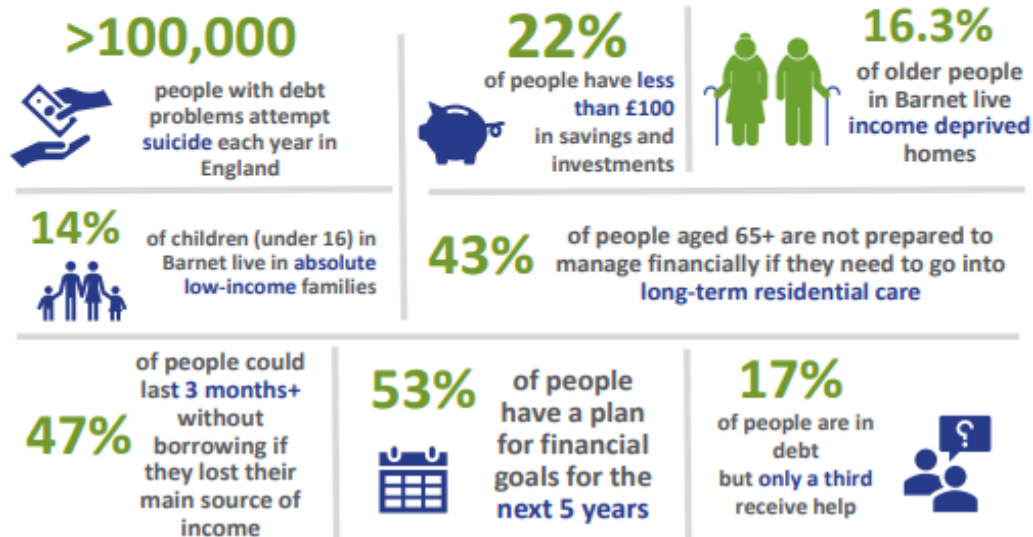 >100,000
people with debt
problems attempt
suicide each year in
England
22%
of people have less
than £100
in savings and
investments
16.3%
of older people
in Barnet live
income deprived
homes
14%
of children (under 16) in
Barnet live in absolute
low-income families
43%
of people aged 65+ are not prepared to
manage financially if they need to go into
long-term residential care
47%
of people could
last 3 months+
without
borrowing if
they lost their
main source of
income
53%
of people
have a plan
for financial
goals for the
next 5 years
17%
of people are in
debt
but only a third
receive help
?